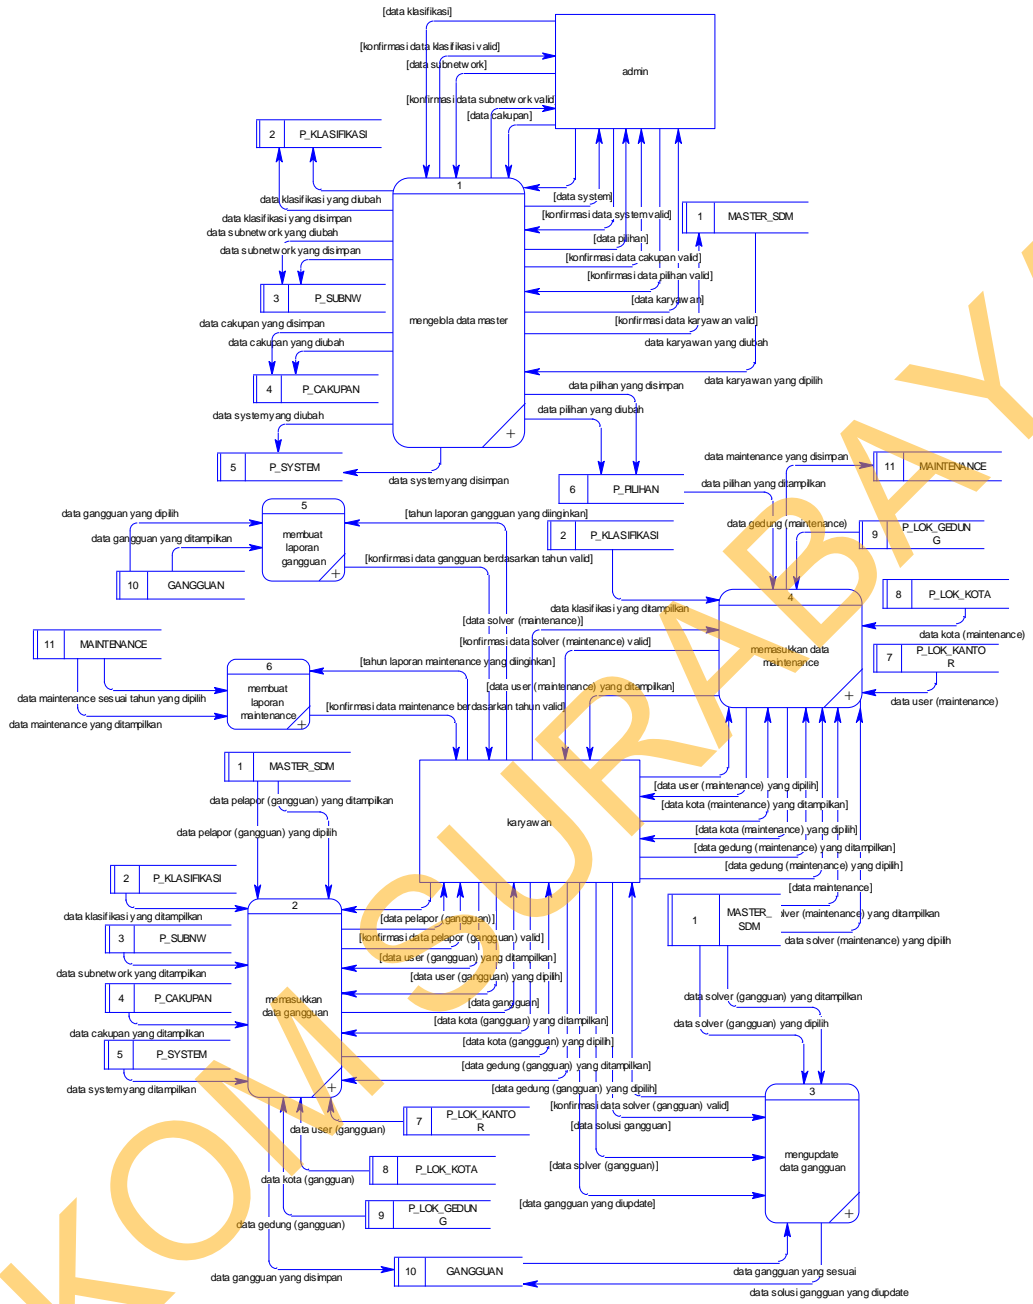 [data klasifikasi]
[konfirmasi data klasifikasi valid]
[data subnetwork]
[konfirmasi data subnetwork valid]
[data cakupan]
admin
2 P_KLASIFIKASI
1
data klasifikasi yang diubah
data klasifikasi yang disimpan
data subnetwork yang diubah
data subnetwork yang disimpan
3 P_SUBNW
mengelola data master
data cakupan yang disimpan
data cakupan yang diubah
4 P_CAKUPAN
data system yang diubah
5 P_SYSTEM
data system yang disimpan
[data system]
[konfirmasi data system valid]
[data pilihan]
[konfirmasi data cakupan valid]
[konfirmasi data pilihan valid]
[data karyawan]
[konfirmasi data karyawan valid]
data karyawan yang diubah
1 MASTER_SDM
data karyawan yang dipilih
data pilihan yang disimpan
data pilihan yang diubah
6 P_PILIHAN
data maintenance yang disimpan
data pilihan yang ditampilkan
11 MAINTENANCE
data gangguan yang dipilih
data gangguan yang ditampilkan
10 GANGGUAN
5
membuat
laporan
gangguan
[tahun laporan gangguan yang diinginkan]
[konfirmasi data gangguan berdasarkan tahun valid]
2 P_KLASIFIKASI
data gedung (maintenance)
9 P_LOK_GEDUN
G
data klasifikasi yang ditampilkan
4
memasukkan data
maintenance
8 P_LOK_KOTA
data kota (maintenance)
7 P_LOK_KANTO
R
data user (maintenance)
[data solver (maintenance)]
[konfirmasi data solver (maintenance) valid]
[data user (maintenance) yang ditampilkan]
11 MAINTENANCE
data maintenance sesuai tahun yang dipilih
data maintenance yang ditampilkan
6
membuat
laporan
maintenance
[tahun laporan maintenance yang diinginkan]
[konfirmasi data maintenance berdasarkan tahun valid]
karyawan
[data user (maintenance) yang dipilih]
[data kota (maintenance) yang ditampilkan]
[data kota (maintenance) yang dipilih]
[data gedung (maintenance) yang ditampilkan]
[data gedung (maintenance) yang dipilih]
[data maintenance]
1 MASTER_SDM
data pelapor (gangguan) yang ditampilkan
data pelapor (gangguan) yang dipilih
2 P_KLASIFIKASI
data klasifikasi yang ditampilkan
3 P_SUBNW
data subnetwork yang ditampilkan
4 P_CAKUPAN
data cakupan yang ditampilkan
5 P_SYSTEM
data system yang ditampilkan
2
memasukkan
data gangguan
[data pelapor (gangguan)]
[konfirmasi data pelapor (gangguan) valid]
[data user (gangguan) yang ditampilkan]
[data user (gangguan) yang dipilih]
[data gangguan]
[data kota (gangguan) yang ditampilkan]
[data kota (gangguan) yang dipilih]
[data gedung (gangguan) yang ditampilkan]
[data gedung (gangguan) yang dipilih]
[konfirmasi data solver (gangguan) valid]
[data solusi gangguan]
[data solver (gangguan)]
[data gangguan yang diupdate]
1 MASTER_
SDM
lver (maintenance) yang ditampilkan
data solver (maintenance) yang dipilih
data solver (gangguan) yang ditampilkan
data solver (gangguan) yang dipilih
3
mengupdate
data gangguan
7 P_LOK_KANTO
R
data user (gangguan)
8 P_LOK_KOTA
data kota (gangguan)
9 P_LOK_GEDUN
G
data gedung (gangguan)
10 GANGGUAN
data gangguan yang disimpan
data gangguan yang sesuai
data solusi gangguan yang diupdate
KOM SURABAY